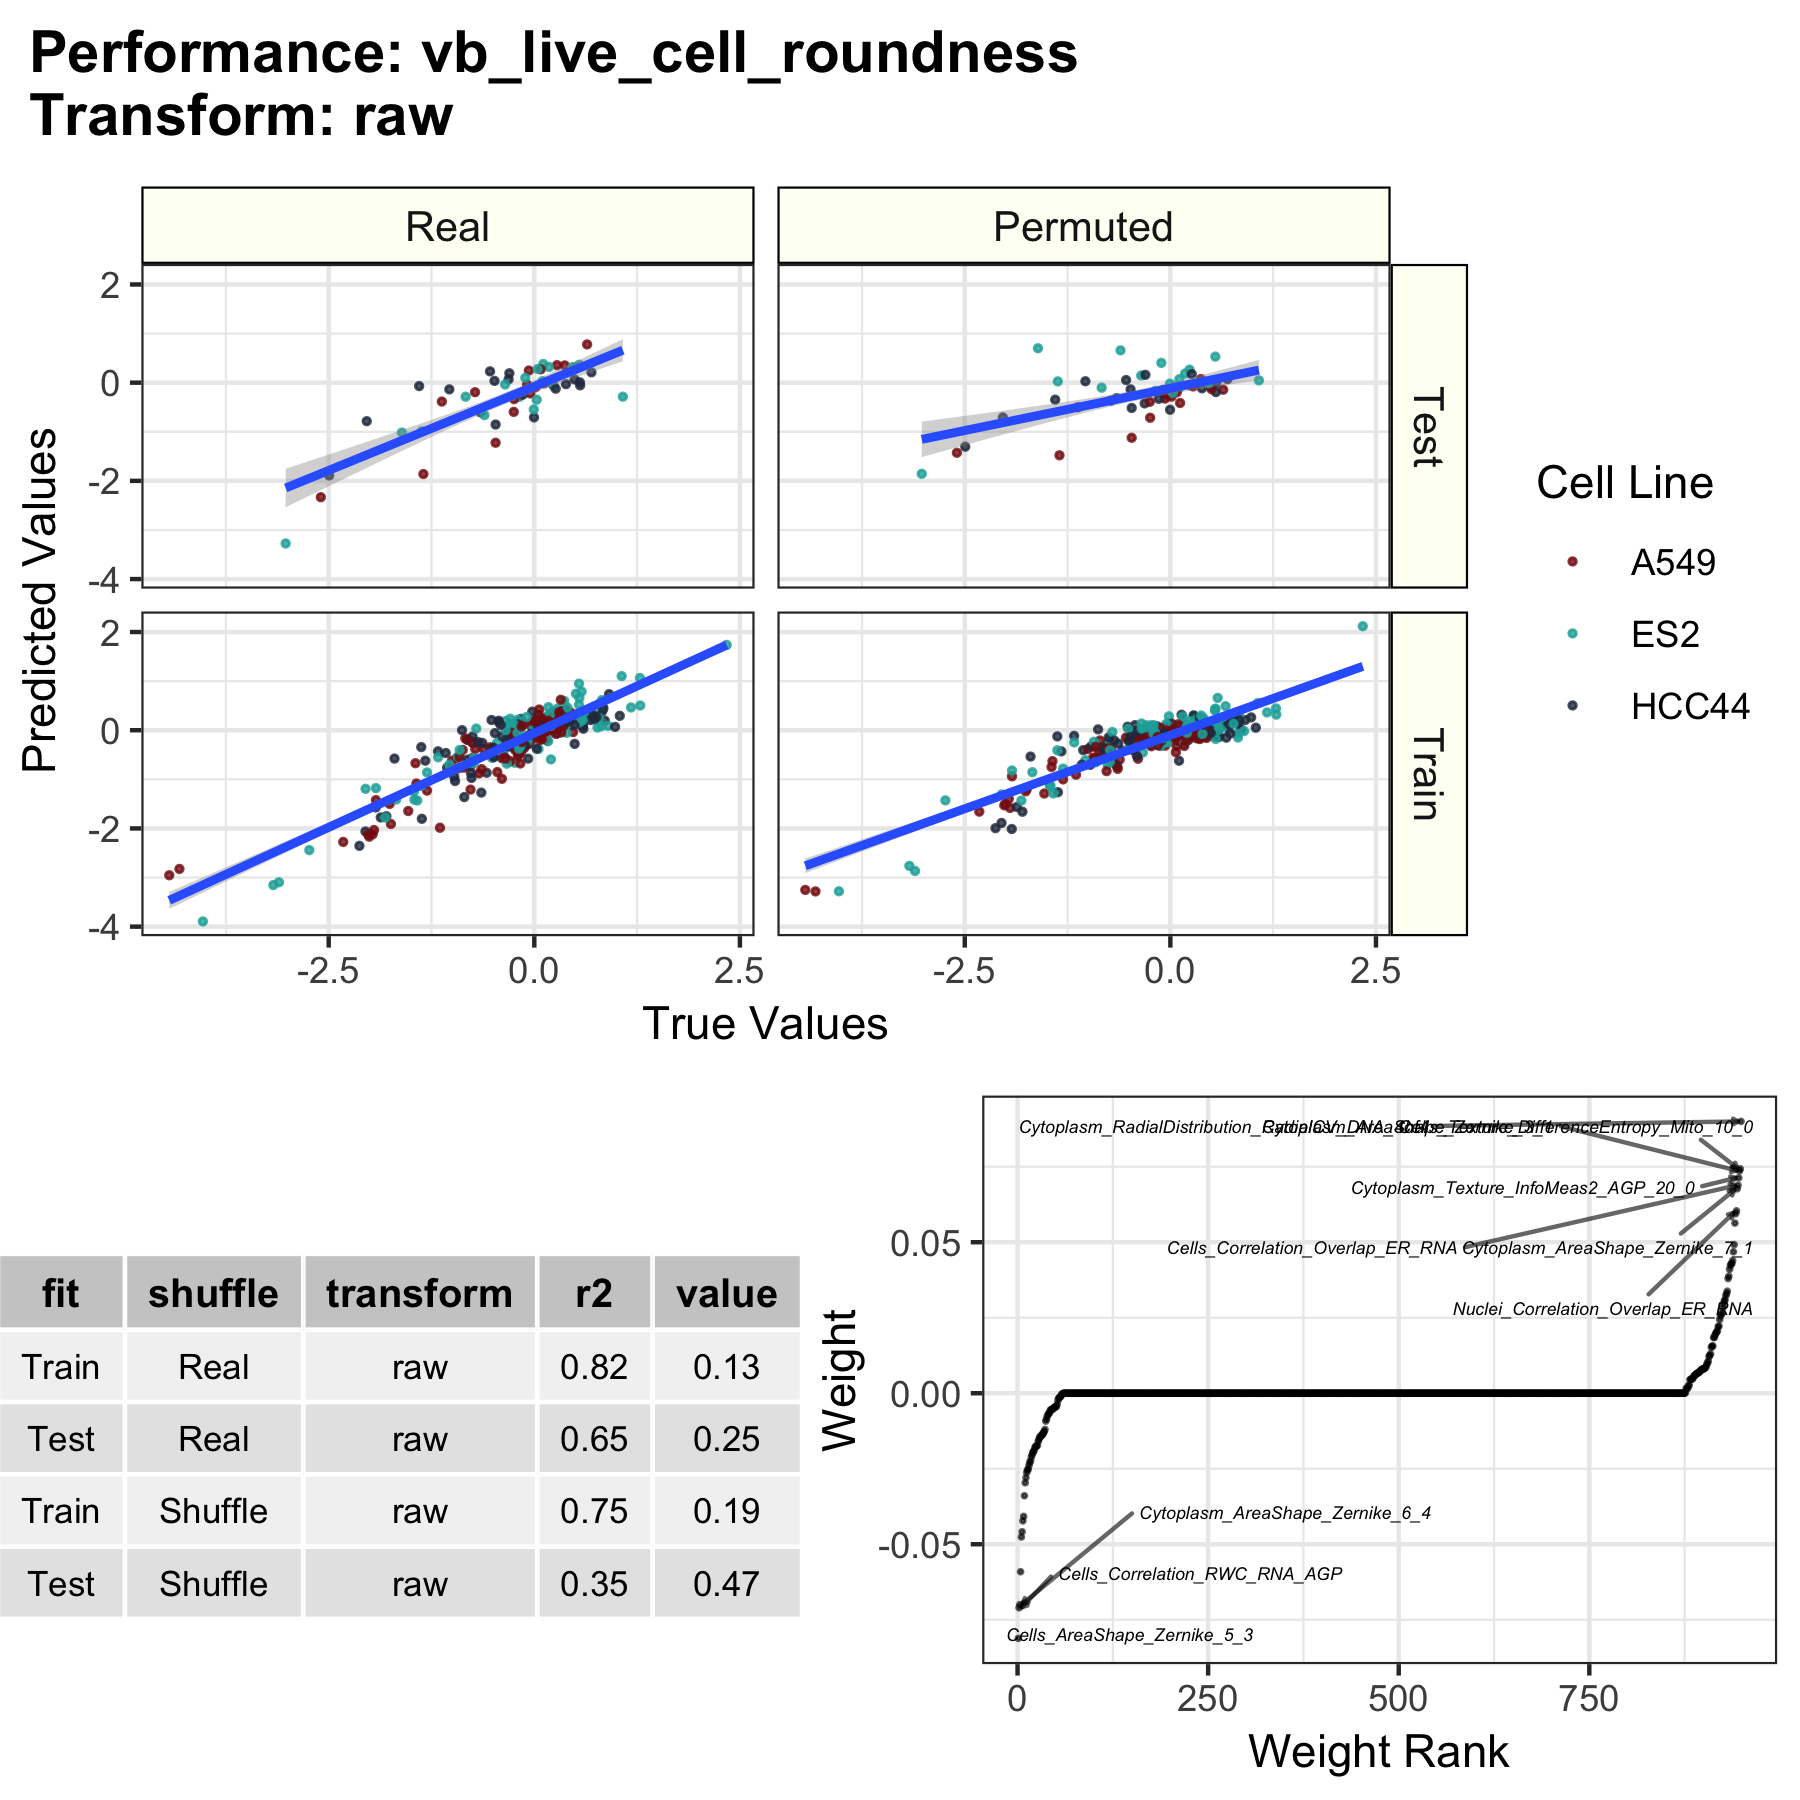 Performance: vb_live_cell_roundness
Transform: raw
Real
Permuted
2
0
-2
-4
Test
2
0
-2
-4
Train
Predicted Values
-2.5
0.0
2.5
-2.5
0.0
2.5
True Values
Cell Line
A549
ES2
HCC44
fit shuffle transform r2 value
Train Real raw 0.82 0.13
Test Real raw 0.65 0.25
Train Shuffle raw 0.75 0.19
Test Shuffle raw 0.35 0.47
Weight
0.05
0.00
-0.05
Cytoplasm_Texture_InfoMeas2_AGP_20_0
Cells_Correlation_Overlap_ER_RNA
Cytoplasm_AreaShape_Zernike_7_1
Nuclei_Correlation_Overlap_ER_RNA
Cytoplasm_AreaShape_Zernike_6_4
Cells_Correlation_RWC_RNA_AGP
Cells_AreaShape_Zernike_5_3
0
250
500
750
Weight Rank